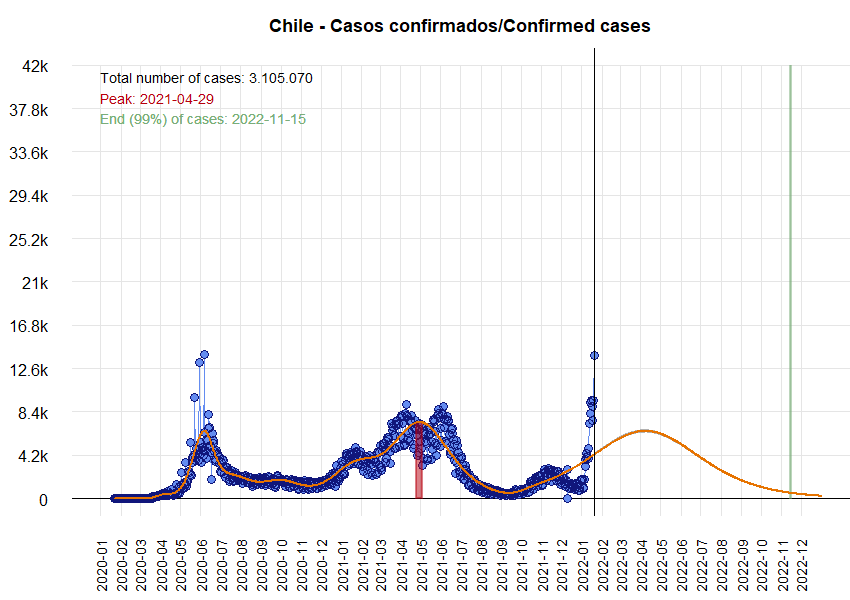 Chile - Casos confirmados/Confirmed cases
42k
37.8k
33.6k
29.4k
25.2k
21k
16.8k
12.6k
8.4k
4.2k
0
Total number of cases: 3.105.070
Peak: 2021-04-29
End (99%) of cases: 2022-11-15
2020-01
2020-02
2020-03
2020-04
2020-05
2020-06
2020-07
2020-08
2020-09
2020-10
2020-11
2020-12
2021-01
2021-02
2021-03
2021-04
2021-05
2021-06
2021-07
2021-08
2021-09
2021-10
2021-11
2021-12
2022-01
2022-02
2022-03
2022-04
2022-05
2022-06
2022-07
2022-08
2022-09
2022-10
2022-11
2022-12